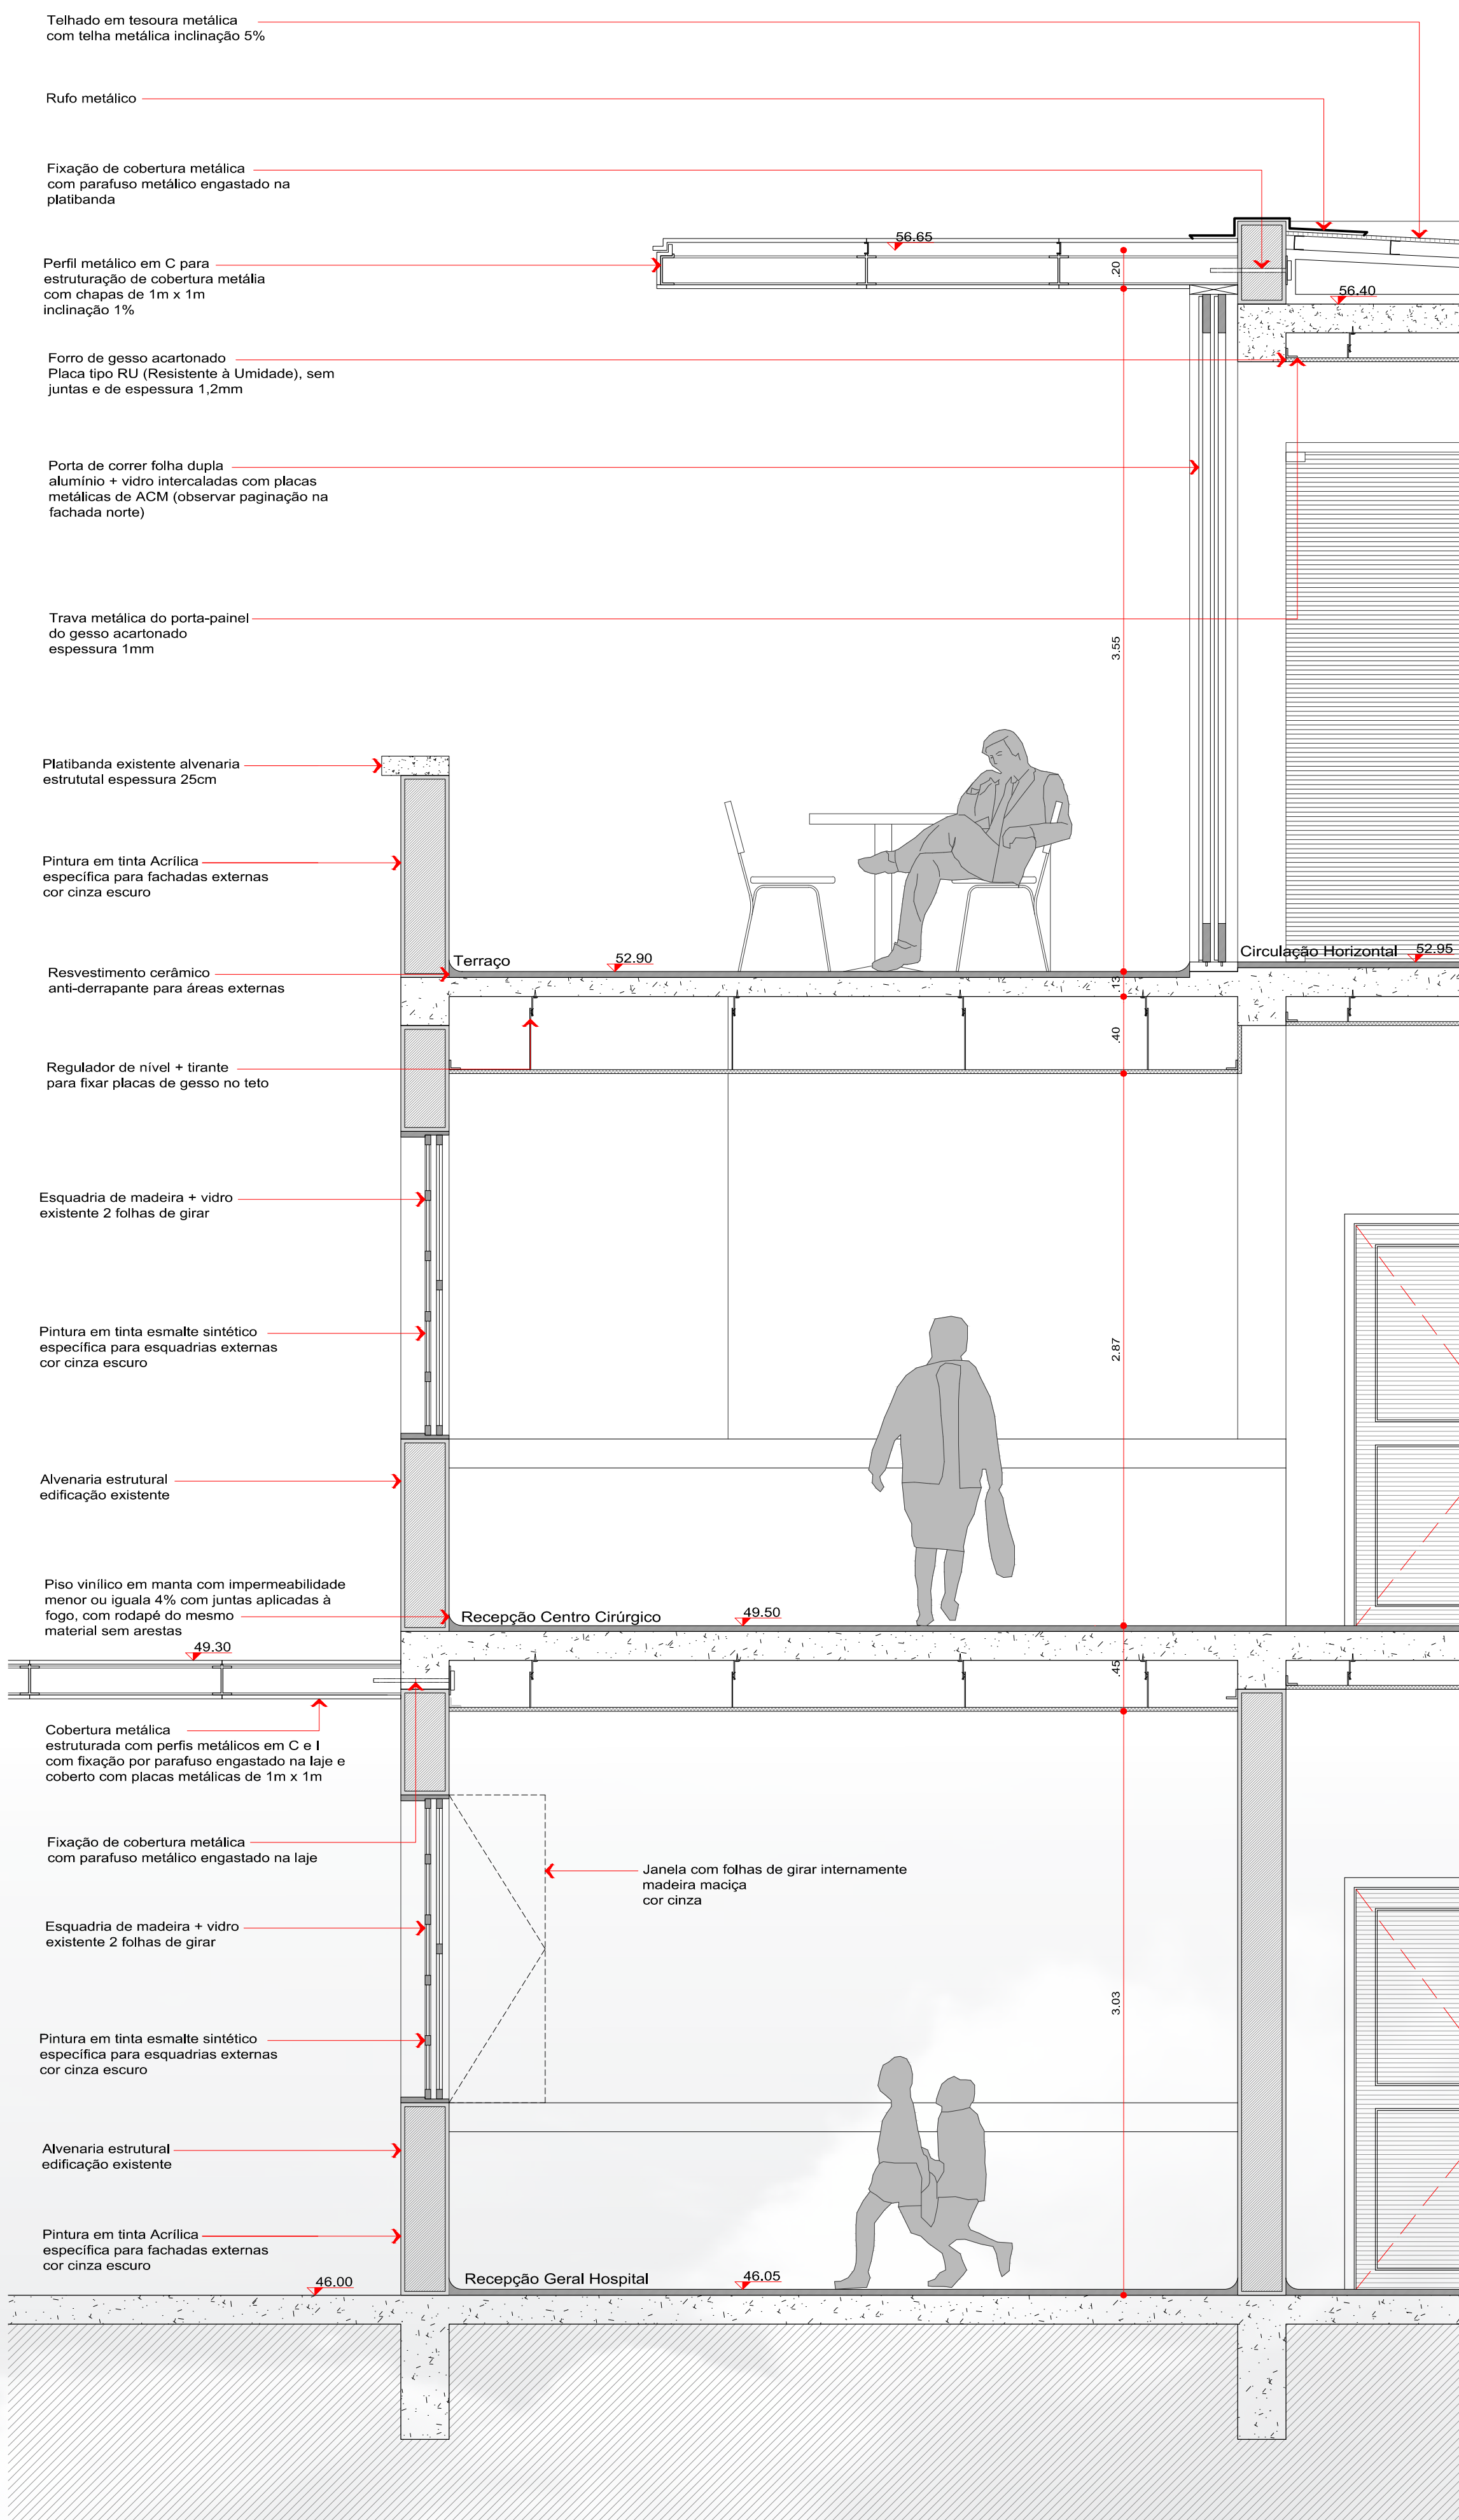 Telhado em tesoura metálica
com telha metálica inclinação 5%
Rufo metálico
Fixação de cobertura metálica
com parafuso metálico engastado na
platibanda
56.65
Perfil metálico em C para
estruturação de cobertura metália
com chapas de 1m x 1m
inclinação 1%
.20
56.40
Forro de gesso acartonado
Placa tipo RU (Resistente à Umidade), sem
juntas e de espessura 1,2mm
Porta de correr folha dupla
alumínio + vidro intercaladas com placas
metálicas de ACM (observar paginação na
fachada norte)
Trava metálica do porta-painel
do gesso acartonado
espessura 1mm
3.55
Platibanda existente alvenaria
estrututal espessura 25cm
Pintura em tinta Acrílica
específica para fachadas externas
cor cinza escuro
Terraço
52.90
Circulação Horizontal
52.95
Resvestimento cerâmico
anti-derrapante para áreas externas
.13
.40
Regulador de nível + tirante
para fixar placas de gesso no teto
Esquadria de madeira + vidro
existente 2 folhas de girar
Pintura em tinta esmalte sintético
específica para esquadrias externas
cor cinza escuro
2.87
Alvenaria estrutural
edificação existente
Piso vinílico em manta com impermeabilidade
menor ou iguala 4% com juntas aplicadas à
fogo, com rodapé do mesmo
material sem arestas
Recepção Centro Cirúrgico
49.50
49.30
.45
Cobertura metálica
estruturada com perfis metálicos em C e I
com fixação por parafuso engastado na laje e
coberto com placas metálicas de 1m x 1m
Fixação de cobertura metálica
com parafuso metálico engastado na laje
Janela com folhas de girar internamente
madeira maciça
cor cinza
Esquadria de madeira + vidro
existente 2 folhas de girar
3.03
Pintura em tinta esmalte sintético
específica para esquadrias externas
cor cinza escuro
Alvenaria estrutural
edificação existente
Pintura em tinta Acrílica
específica para fachadas externas
cor cinza escuro
46.00
Recepção Geral Hospital
46.05